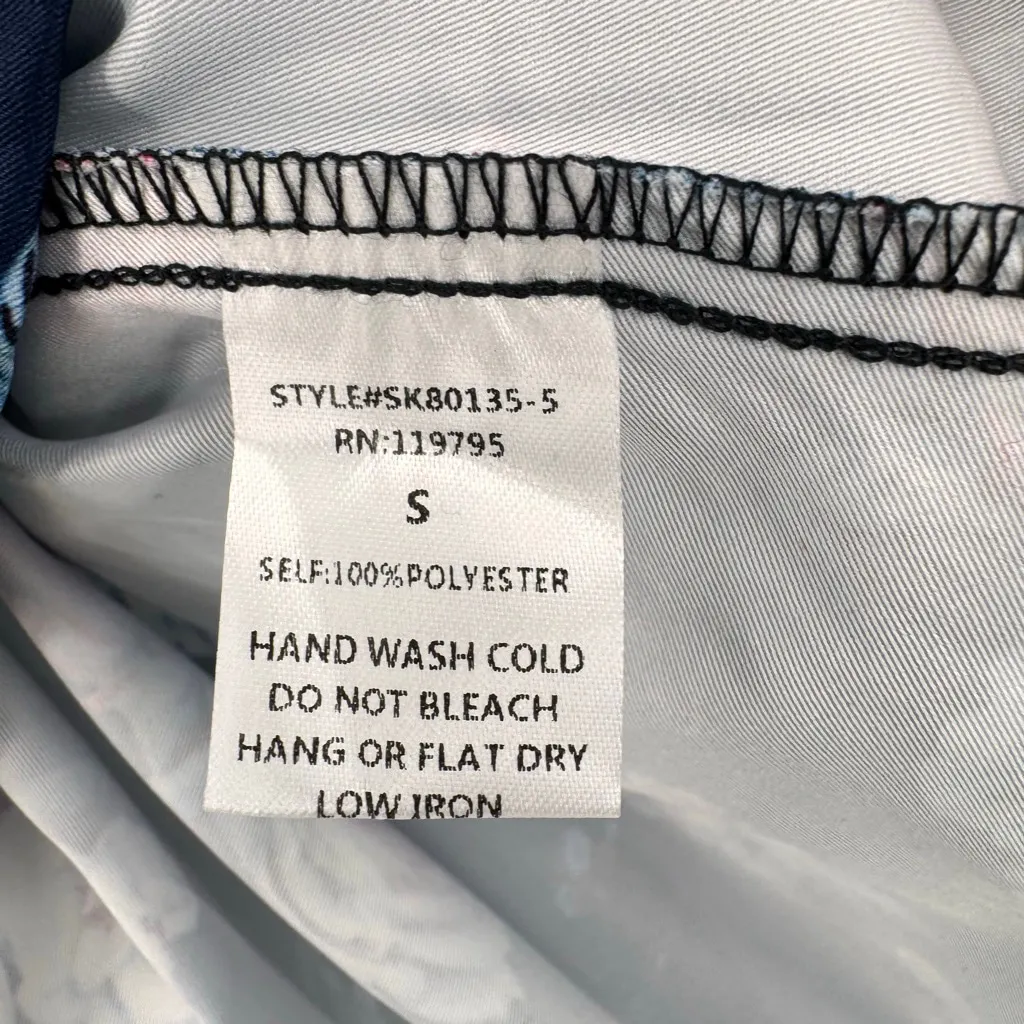 STYLE#SK80135-5
RN:119795
S
SELF:100%POLYESTER
HAND WASH COLD
DO NOT BLEACH
HANG OR FLAT DRY
LOW IRON